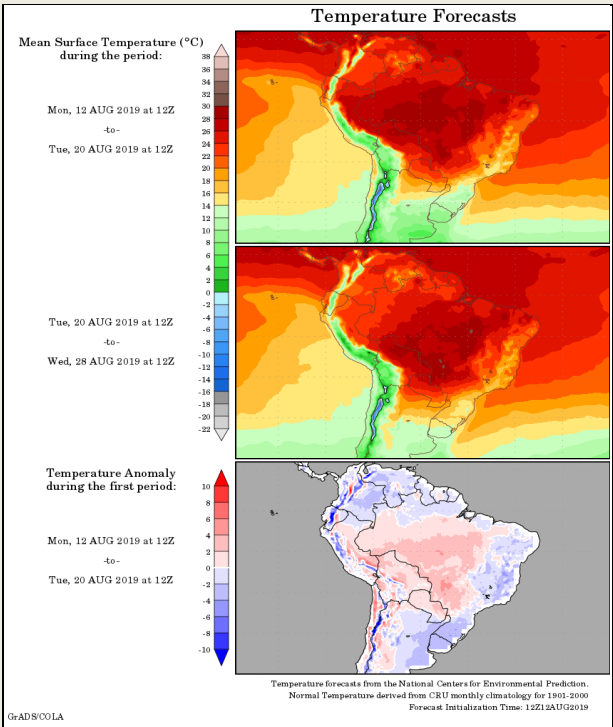 Temperature Forecasts
Mean Surface Temperature (°C)
during the period:
Mon, 12 AUG 2019 at 12Z
-to-
Tue, 20 AUG 2019 at 12Z
38
36
34
32
30
28
26
24
22
20
18
16
14
12
10
8
6
4
2
0
-2
-4
-6
-8
-10
-12
-14
-16
-18
-20
-22
Tue, 20 AUG 2019 at 12Z
-to-
Wed, 28 AUG 2019 at 12Z
Temperature Anomaly
during the first period:
Mon, 12 AUG 2019 at 12Z
-to-
Tue, 20 AUG 2019 at 12Z
10
8
6
4
2
0
-2
-4
-6
-8
-10
Temperature forecasts from the National Centers for Environmental Prediction.
Normal Temperature derived from CRU monthly climatology for 1901-2000
Forecast Initialization Time: 12Z12AUG2019
GrADS/COLA